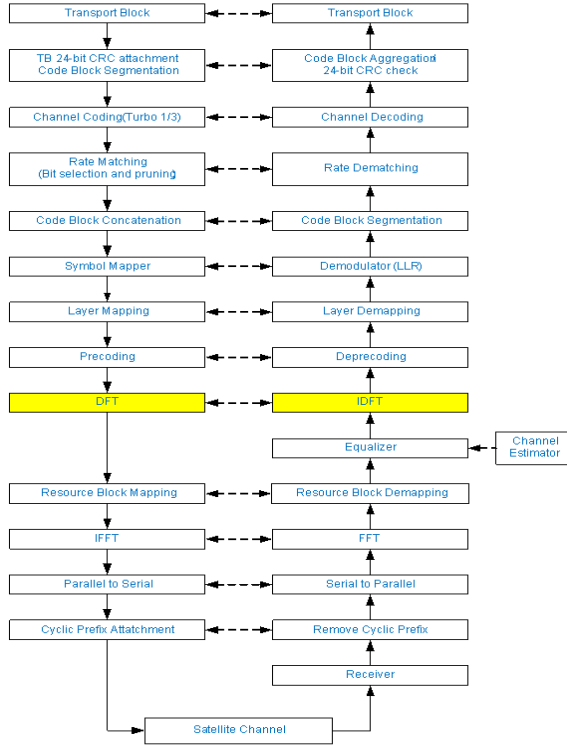 Transport Block
Transport Block
TB 24-bit CRC attachment
Code Block Segmentation
Code Block Aggregation
24-bit CRC check
Channel Coding(Turbo 1/3)
Channel Decoding
Rate Matching
(Bit selection and pruning)
Rate Dematching
Code Block Concatenation
Code Block Segmentation
Symbol Mapper
Demodulator (LLR)
Layer Mapping
Layer Demapping
Precoding
Deprecoding
DFT
IDFT
Equalizer
Channel
Estimator
Resource Block Mapping
Resource Block Demapping
IFFT
FFT
Parallel to Serial
Serial to Parallel
Cyclic Prefix Attatchment
Remove Cyclic Prefix
Receiver
Satellite Channel